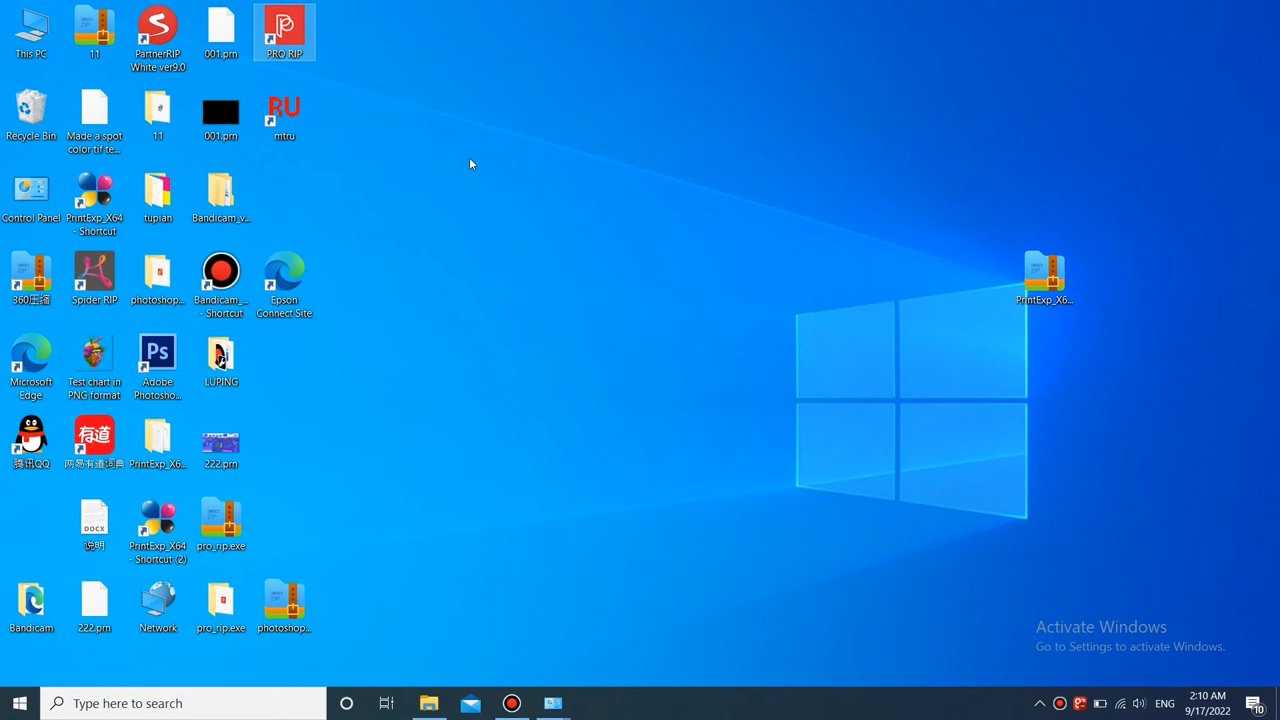 This PC
11
PartnerRIP
White ver9.0
001.prn
PRO RIP
Recycle Bin
Made a spot
color tif te...
11
001.prn
RU
mtru
Control Panel
PrintExp_X64
- Shortcut
tupian
Bandicam_v...
360压缩
Spider RIP
photoshop...
Bandicam_...
- Shortcut
Epson
Connect Site
PrintExp_X6...
Microsoft
Edge
Test chart in
PNG format
Ps
Adobe
Photosho...
LUPING
腾讯QQ
有道
网易有道词典
PrintExp_X6...
222.prn
DOCX
说明
PrintExp_X64
- Shortcut (2)
pro_rip.exe
Bandicam
222.prn
Network
pro_rip.exe
photoshop...
Activate Windows
Go to Settings to activate Windows.
Type here to search
ENG
2:10 AM
9/17/2022
10